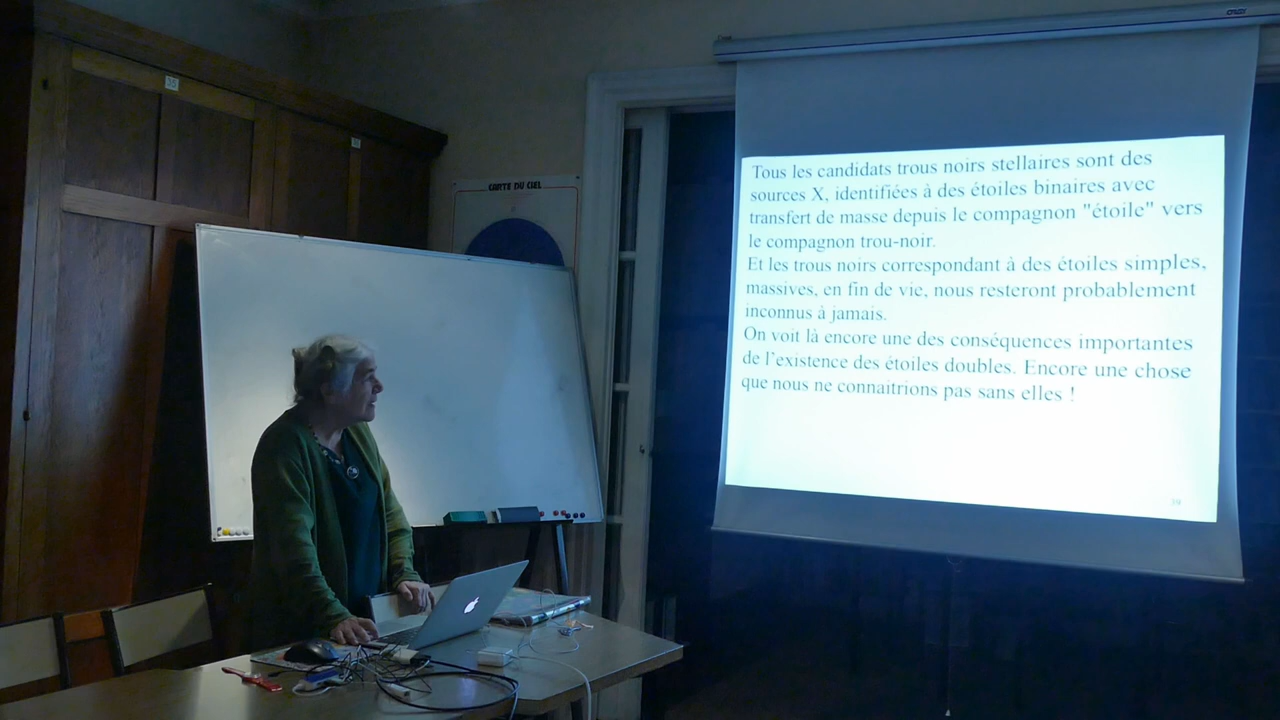 CARTE DU CIEL
Tous les candidats trous noirs stellaires sont des
sources X, identifiées à des étoiles binaires avec
transfert de masse depuis le compagnon "étoile" vers
le compagnon trou-noir.
Et les trous noirs correspondant à des étoiles simples,
massives, en fin de vie, nous resteront probablement
inconnus à jamais.
On voit là encore une des conséquences importantes
de l'existence des étoiles doubles. Encore une chose
que nous ne connaitrions pas sans elles !
39